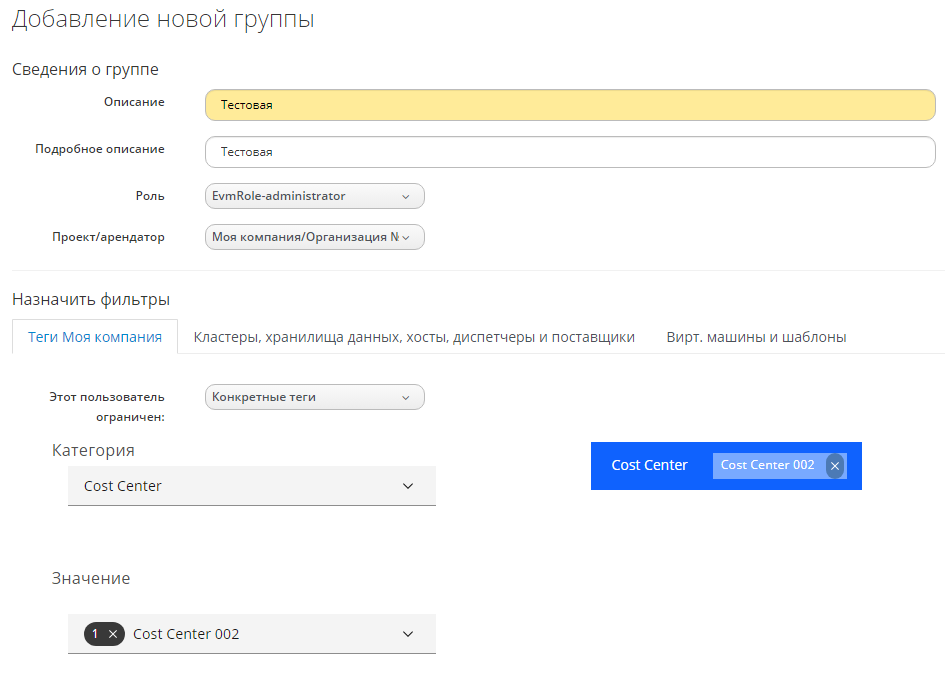 Добавление новой группы
Сведения о группе
Описание Тестовая
Подробное описание Тестовая
Роль EvmRole-administrator
Проект/арендатор Моя компания/Организация №
Назначить фильтры
Теги Моя компания Кластеры, хранилища данных, хосты, диспетчеры и поставщики Вирт. машины и шаблоны
Этот пользователь Конкретные теги
ограничен:
Категория
Cost Center Cost Center 002
Cost Center
Значение
1 Cost Center 002